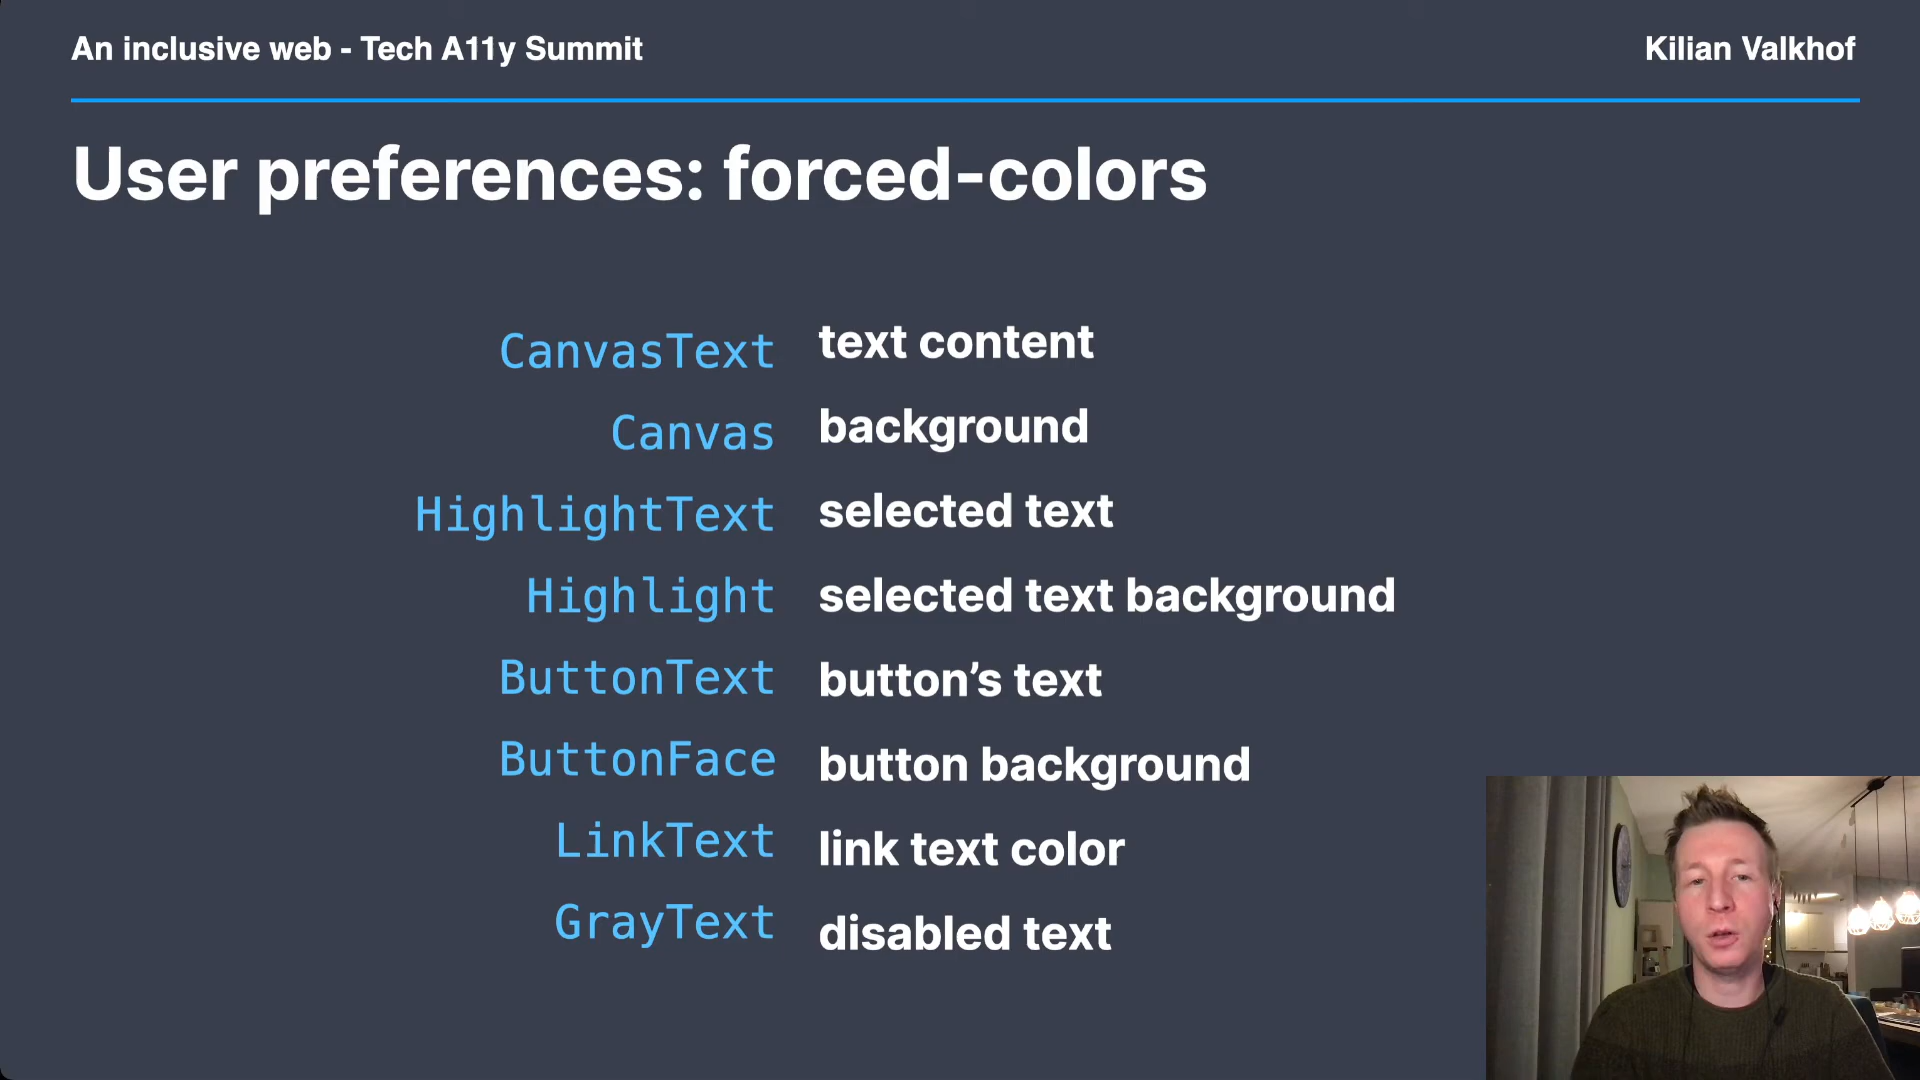 An inclusive web - Tech A11y Summit
Kilian Valkhof
User preferences: forced-colors
CanvasText text content
Canvas background
HighlightText selected text
Highlight selected text background
ButtonText button’s text
ButtonFace button background
LinkText link text color
GrayText disabled text